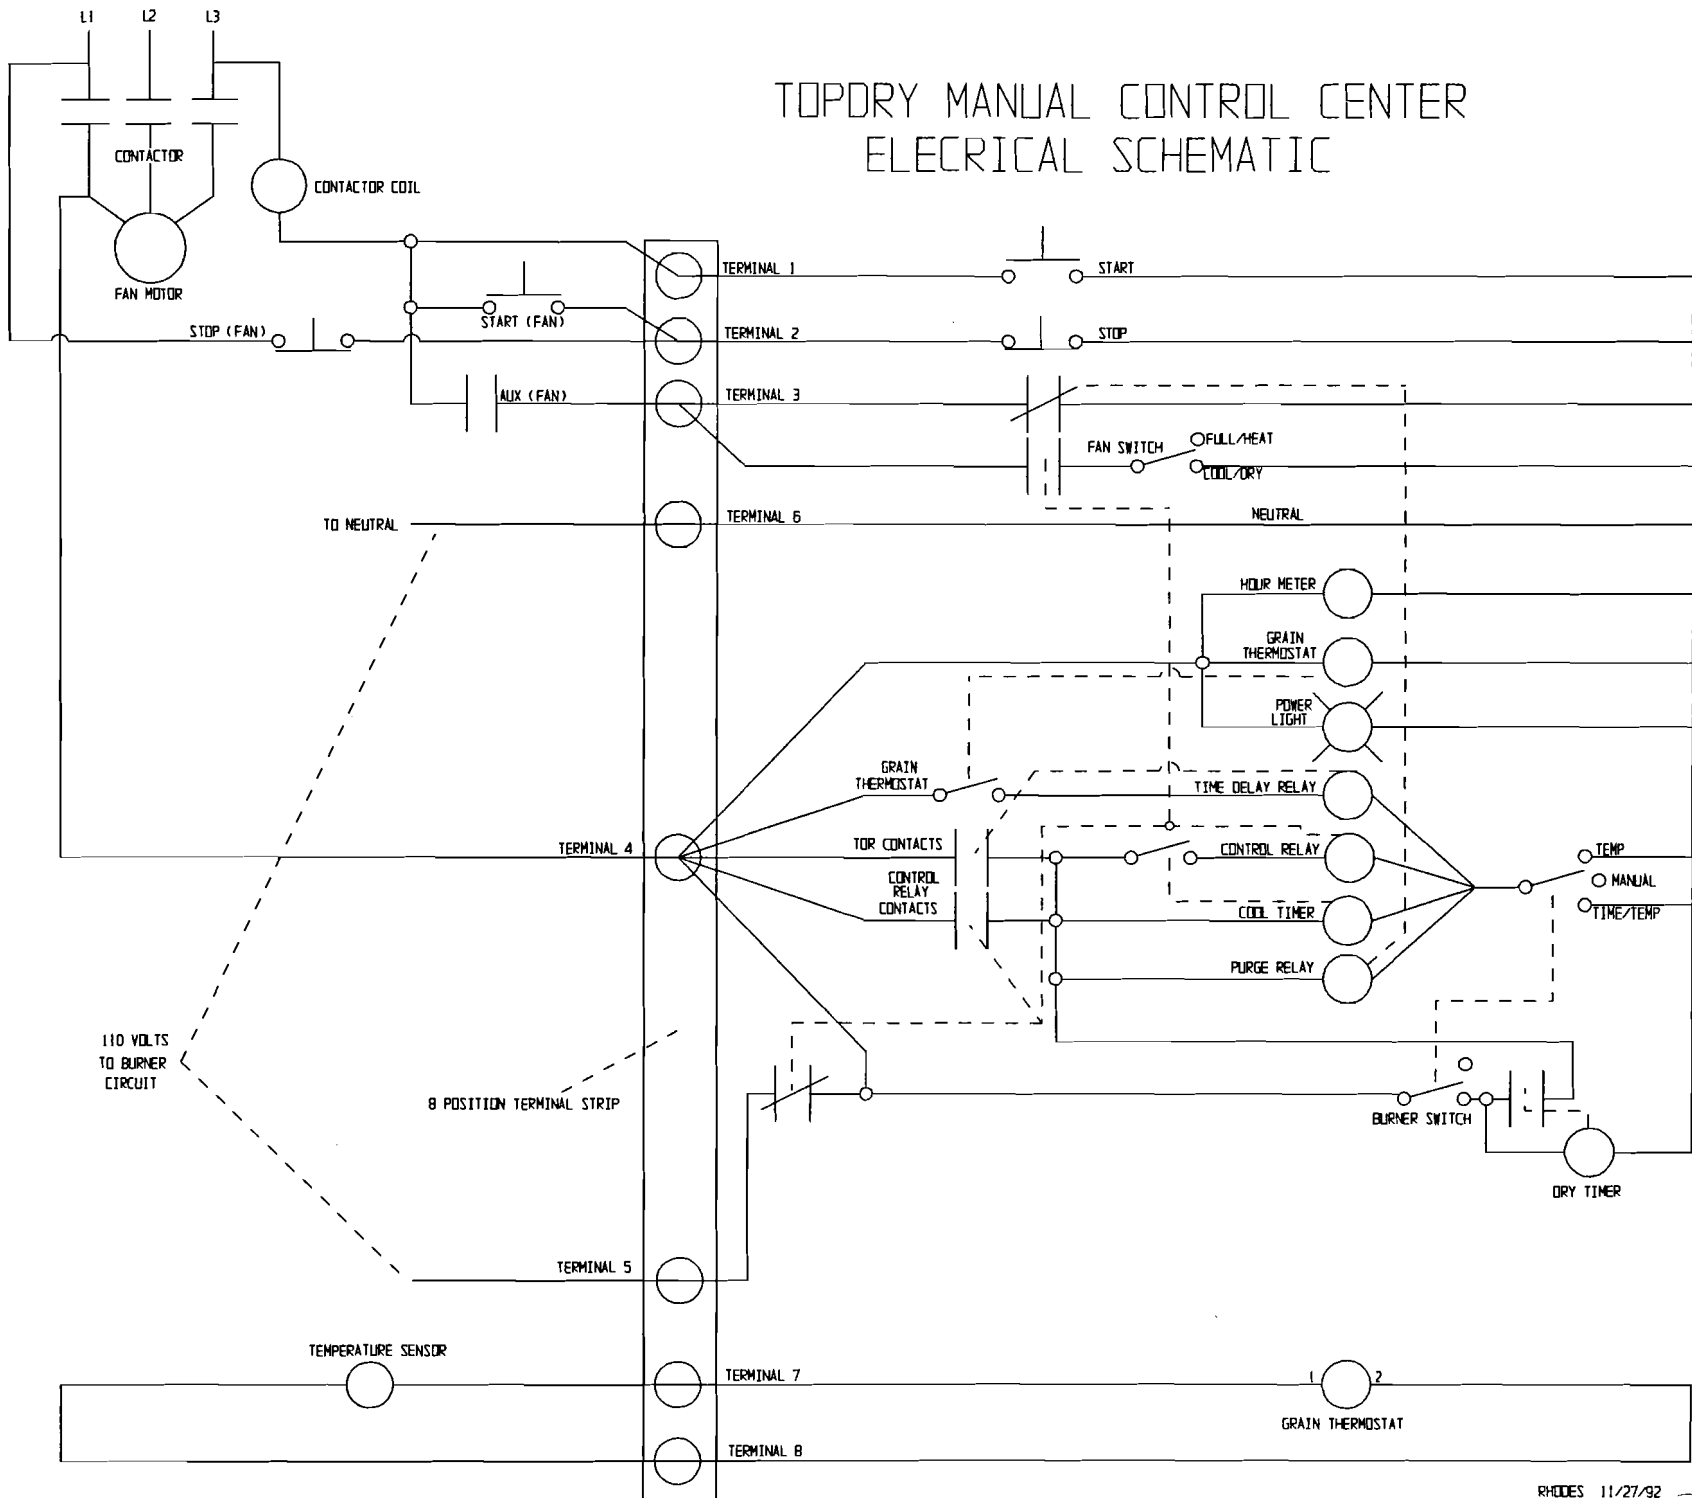 L1 L2 L3
TOPDRY MANUAL CONTROL CENTER
ELECRICAL SCHEMATIC
CONTACTOR
CONTACTOR COIL
FAN MOTOR
TERMINAL 1
START
START (FAN)
STOP (FAN)
TERMINAL 2
STOP
AUX (FAN)
TERMINAL 3
FAN SWITCH
FULL/HEAT
COOL/DRY
TO NEUTRAL
TERMINAL 6
NEUTRAL
HOUR METER
GRAIN
THERMOSTAT
POWER
LIGHT
GRAIN
THERMOSTAT
TIME DELAY RELAY
TERMINAL 4
TDR CONTACTS
CONTROL RELAY
TEMP
MANUAL
TIME/TEMP
CONTROL
RELAY
CONTACTS
COOL TIMER
PURGE RELAY
110 VOLTS
TO BURNER
CIRCUIT
8 POSITION TERMINAL STRIP
BURNER SWITCH
DRY TIMER
TERMINAL 5
TEMPERATURE SENSOR
TERMINAL 7
1 2
GRAIN THERMOSTAT
TERMINAL 8
RHODES 11/27/92